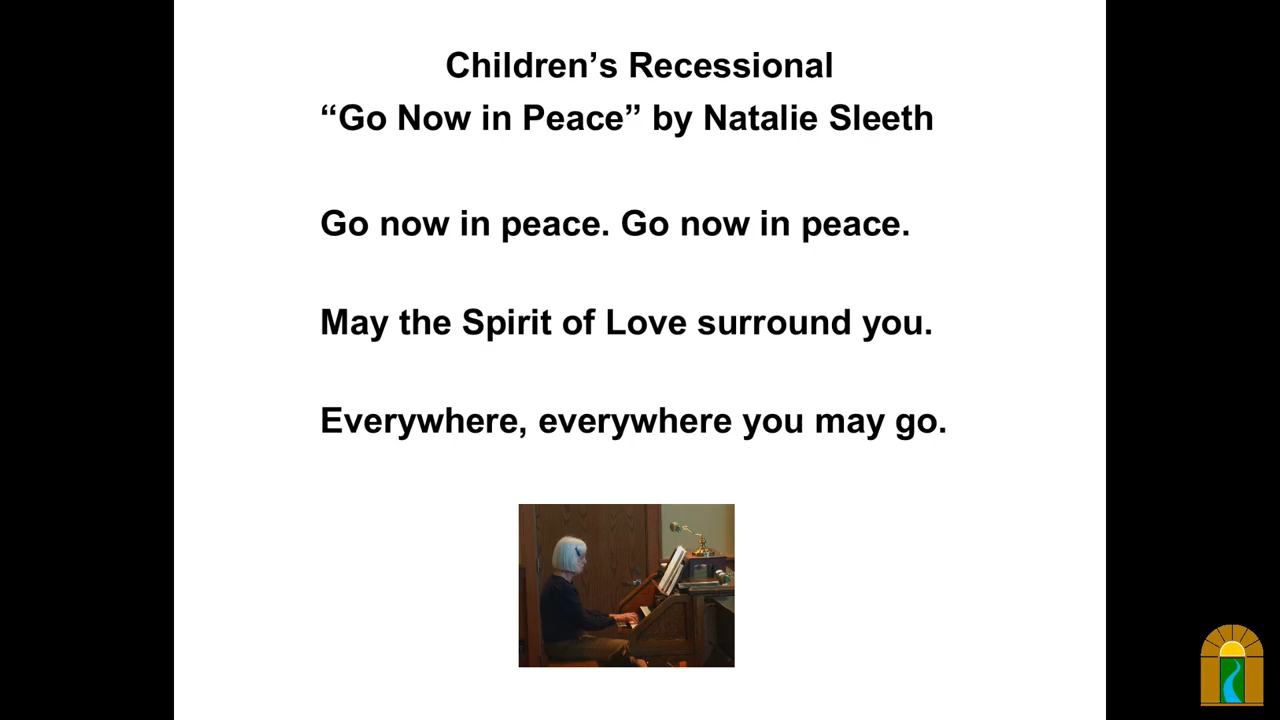 Children’s Recessional
“Go Now in Peace” by Natalie Sleeth
Go now in peace. Go now in peace.
May the Spirit of Love surround you.
Everywhere, everywhere you may go.